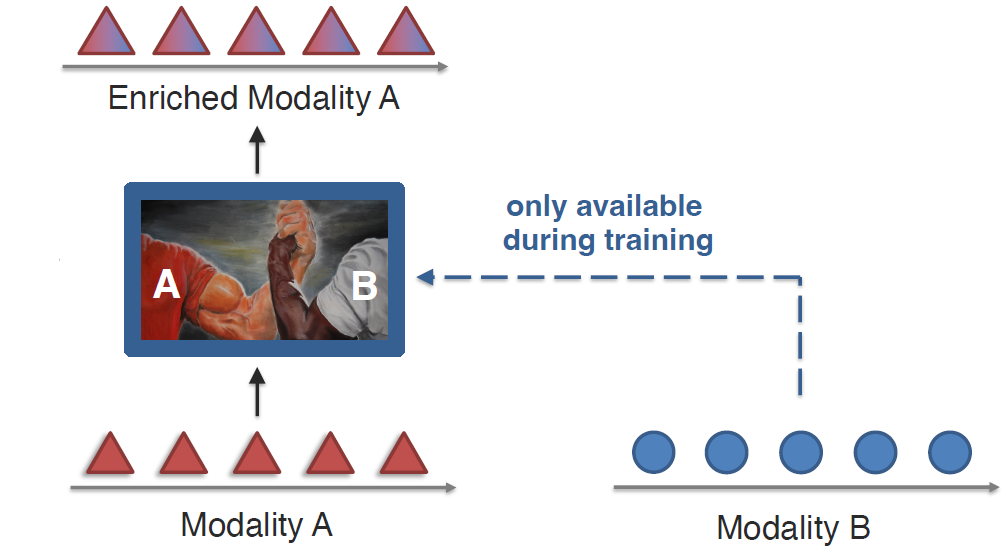 Enriched Modality A
only available
during training
A
B
Modality A
Modality B